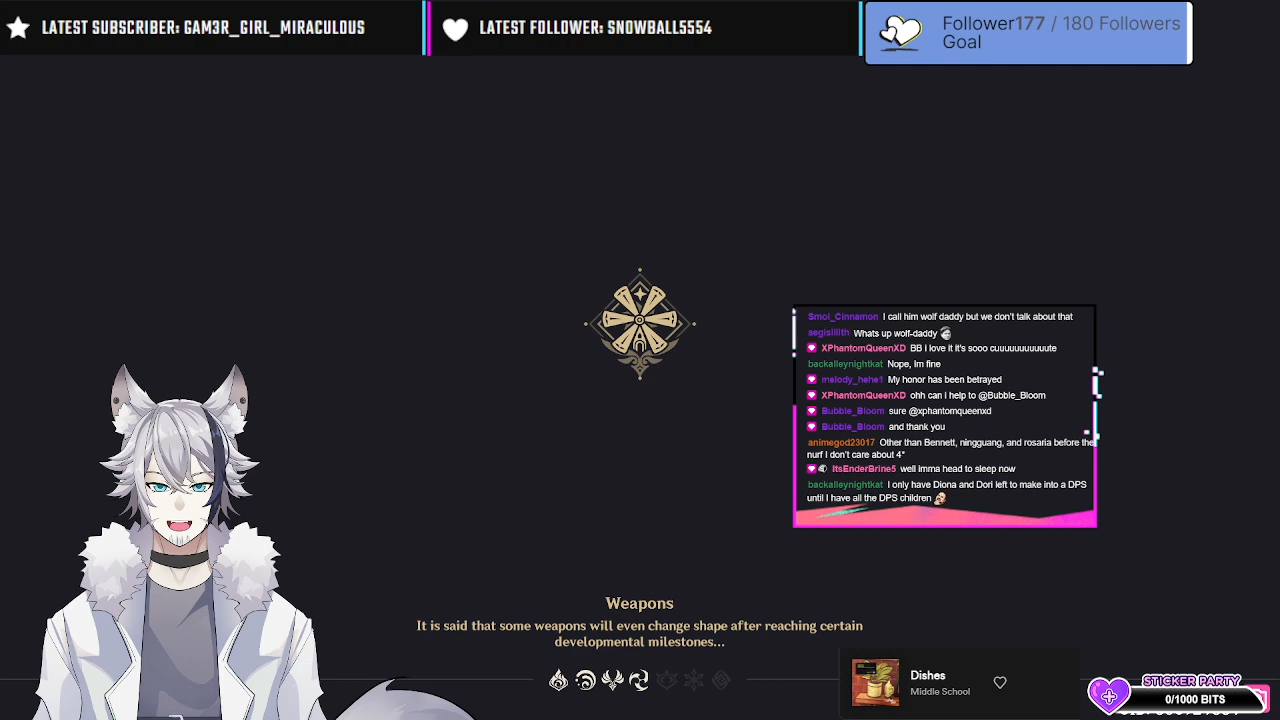 LATEST SUBSCRIBER: GAM3R_GIRL_MIRACULOUS
LATEST FOLLOWER: SNOWBALL5554
Follower177 / 180 Followers
Goal
Smol_Cinnamon I call him wolf daddy but we don't talk about that
aegisililith Whats up wolf-daddy
XPhantomQueenXD BB I love it it's sooo cuuuuuuuuuute
backalleynightkat Nope, Im fine
melody_hehe1 My honor has been betrayed
XPhantomQueenXD ohh can I help to @Bubble_Bloom
Bubble_Bloom sure @xphantomqueenxd
Bubble_Bloom and thank you
animegod23017 Other than Bennett, ningguang, and rosaria before the
nurf I don't care about 4*
ItsEnderBrine5 well imma head to sleep now
backalleynightkat I only have Diona and Dori left to make into a DPS
until I have all the DPS children
Weapons
It is said that some weapons will even change shape after reaching certain
developmental milestones...
Dishes
Middle School
STICKER PARTY
0/1000 BITS